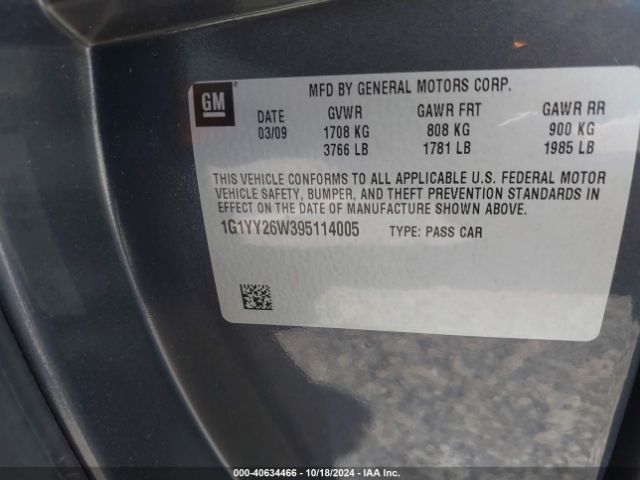 MFD BY GENERAL MOTORS CORP.
GM
DATE GVWR GAWR FRT GAWR RR
03/09 1708 KG 808 KG 900 KG
3766 LB 1781 LB 1985 LB
THIS VEHICLE CONFORMS TO ALL APPLICABLE U.S. FEDERAL MOTOR
VEHICLE SAFETY, BUMPER, AND THEFT PREVENTION STANDARDS IN
EFFECT ON THE DATE OF MANUFACTURE SHOWN ABOVE.
1G1YY26W395114005 TYPE: PASS CAR
000-40634466 - 10/18/2024 - IAA Inc.